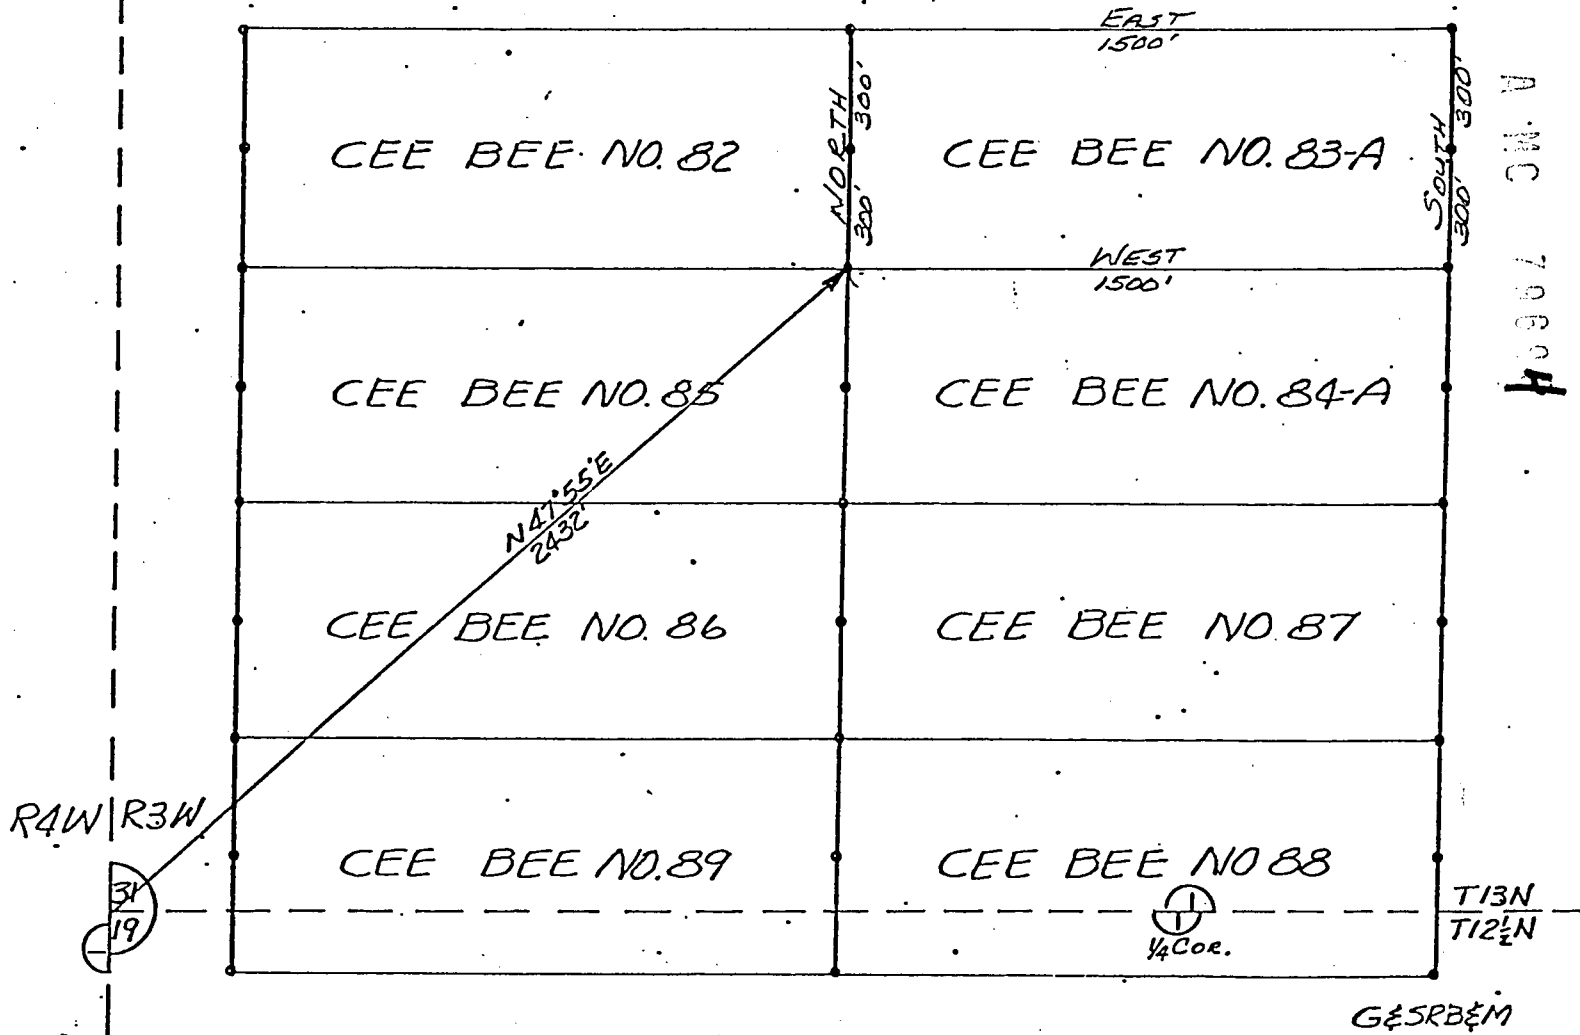 EAST
1500'
CEE BEE NO. 82
NORTH
300'
300'
CEE BEE NO. 83-A
SOUTH
300'
300'
A MC
WEST
1500'
CEE BEE NO. 85
CEE BEE NO. 84-A
N 47°55'E
2432'
CEE BEE NO. 86
CEE BEE NO. 87
R4W R3W
CEE BEE NO. 89
CEE BEE NO 88
31
19
T13N
T12½N
¼ COR.
G&SRB&M